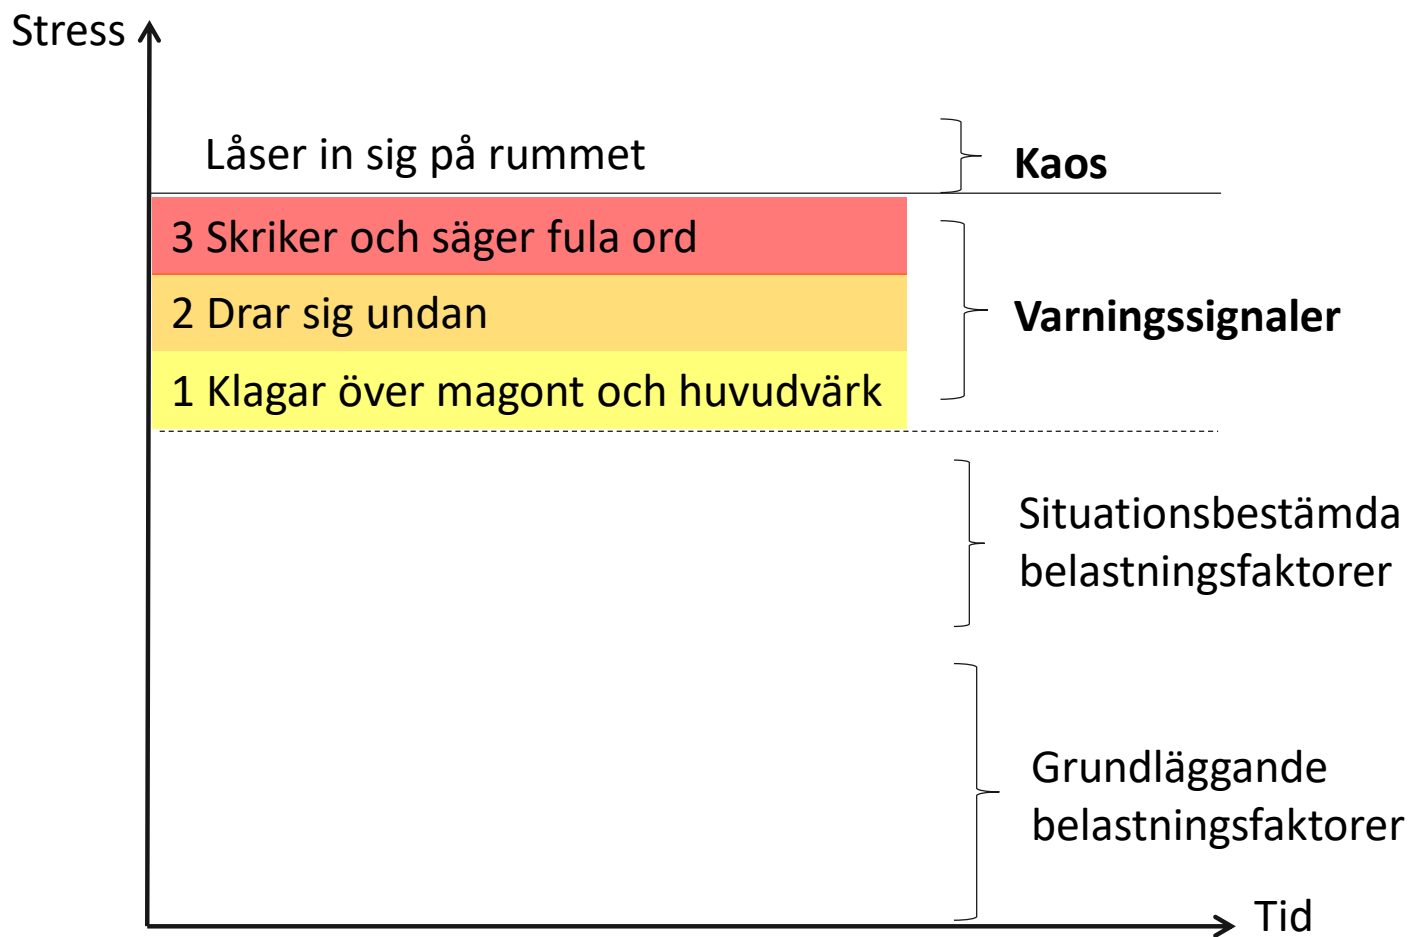 Stress
Låser in sig på rummet
Kaos
3 Skriker och säger fula ord
2 Drar sig undan
Varningssignaler
1 Klagar över magont och huvudvärk
Situationsbestämda
belastningsfaktorer
Grundläggande
belastningsfaktorer
Tid